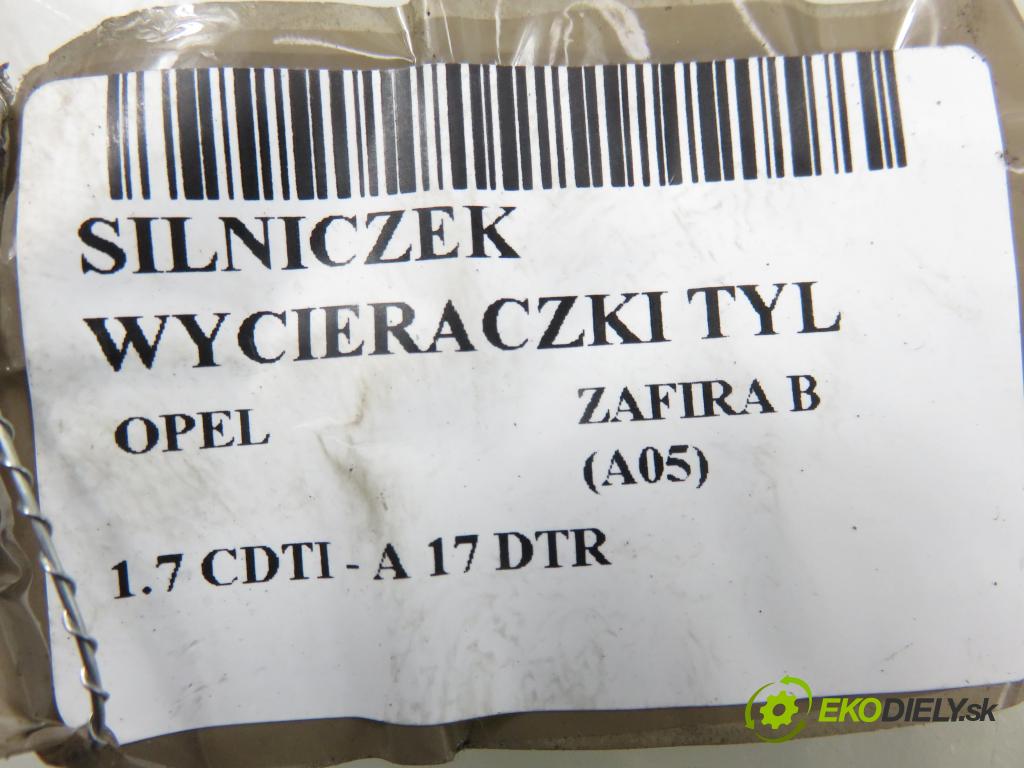 SILNICZEK
WYCIERACZKI TYL
OPEL
ZAFIRA B
(A05)
1.7 CDTI - A 17 DTR
EKODIELY.sk